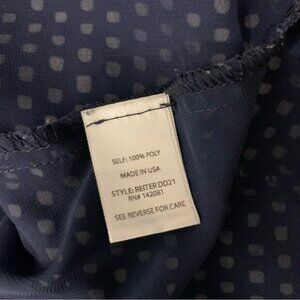 SELF: 100% POLY
MADE IN USA
STYLE: REITER DD21
RN# 142081
SEE REVERSE FOR CARE